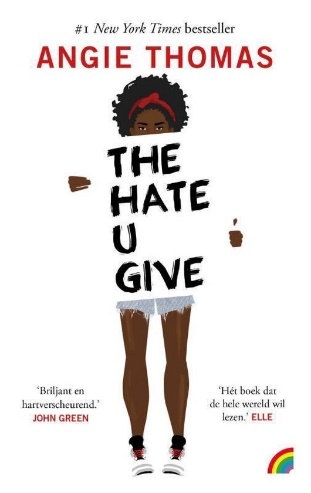 #1 New York Times bestseller
ANGIE THOMAS
THE
HATE
U
GIVE
'Briljant en
hartverscheurend.'
JOHN GREEN
'Hét boek dat
de hele wereld wil
lezen.' ELLE